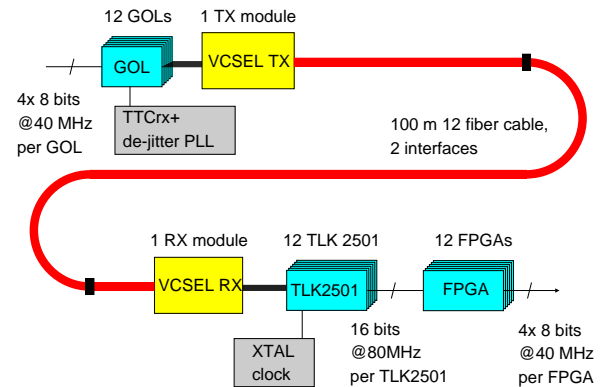 12 GOLs
1 TX module
GOL
VCSEL TX
4x 8 bits
@40 MHz
per GOL
TTCrx+
de-jitter PLL
100 m 12 fiber cable,
2 interfaces
1 RX module
12 TLK 2501
12 FPGAs
VCSEL RX
TLK2501
FPGA
XTAL
clock
16 bits
@80MHz
per TLK2501
4x 8 bits
@40 MHz
per FPGA